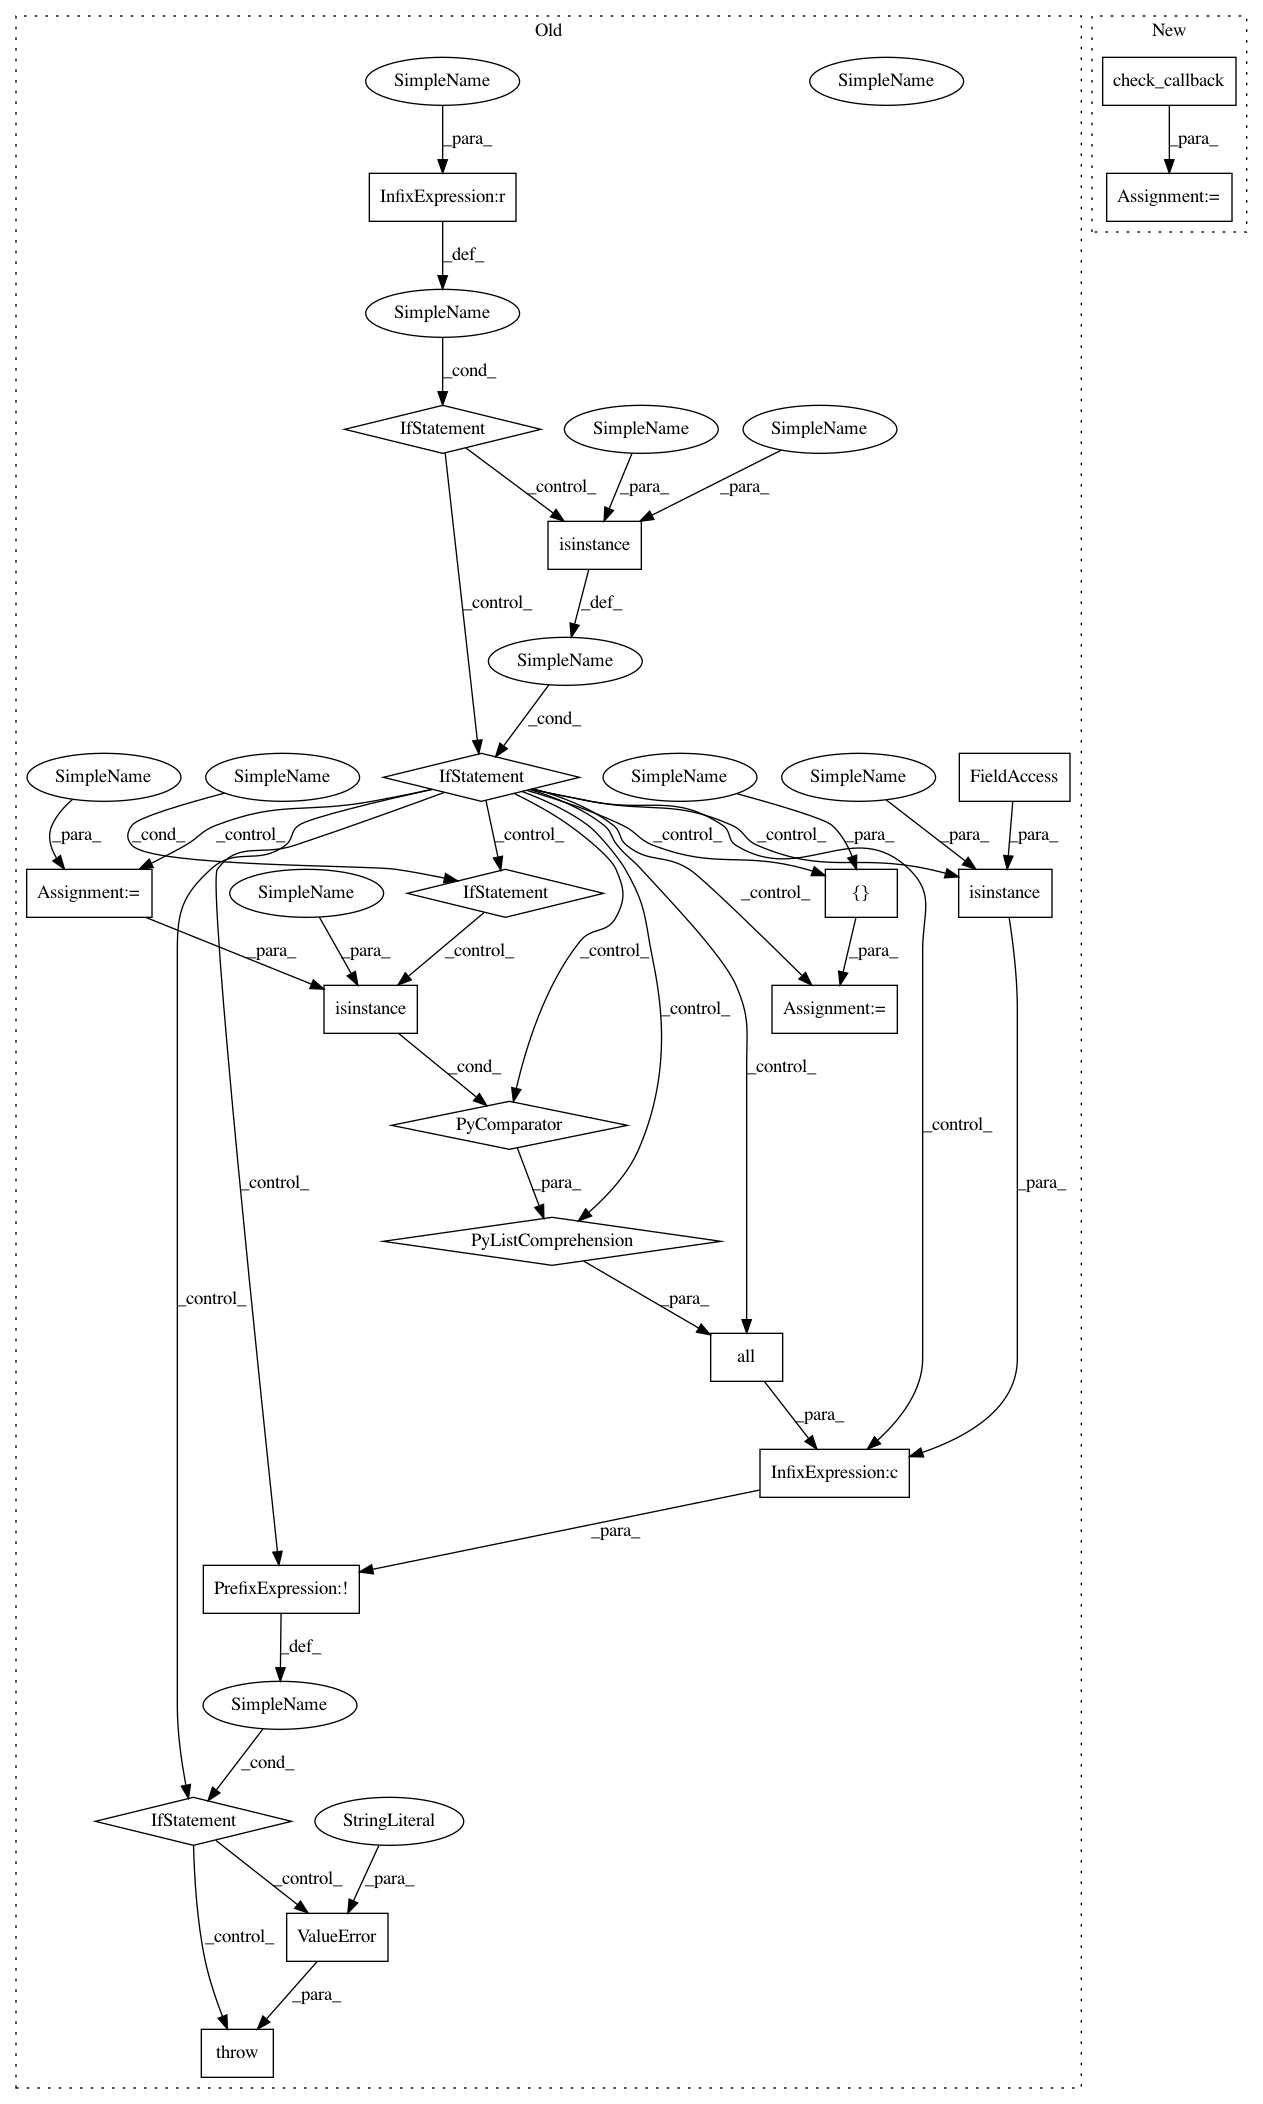 Old
New
SimpleName
SimpleName
check_callback
_para_
_para_
InfixExpression:r
Assignment:=
_def_
SimpleName
_cond_
IfStatement
SimpleName
SimpleName
_control_
_para_
_para_
isinstance
_control_
_def_
SimpleName
_cond_
SimpleName
SimpleName
IfStatement
SimpleName
SimpleName
FieldAccess
_para_
_cond_
_control_
_control_
_control_
_control_
_para_
_para_
_para_
Assignment:=
SimpleName
IfStatement
{}
isinstance
_control_
_para_
_para_
_control_
_control_
_para_
isinstance
Assignment:=
_control_
_cond_
_control_
PyComparator
_control_
_control_
_para_
_para_
PyListComprehension
_control_
_para_
all
_para_
InfixExpression:c
_para_
PrefixExpression:!
_def_
SimpleName
_cond_
IfStatement
StringLiteral
_control_
_para_
_control_
ValueError
_para_
throw